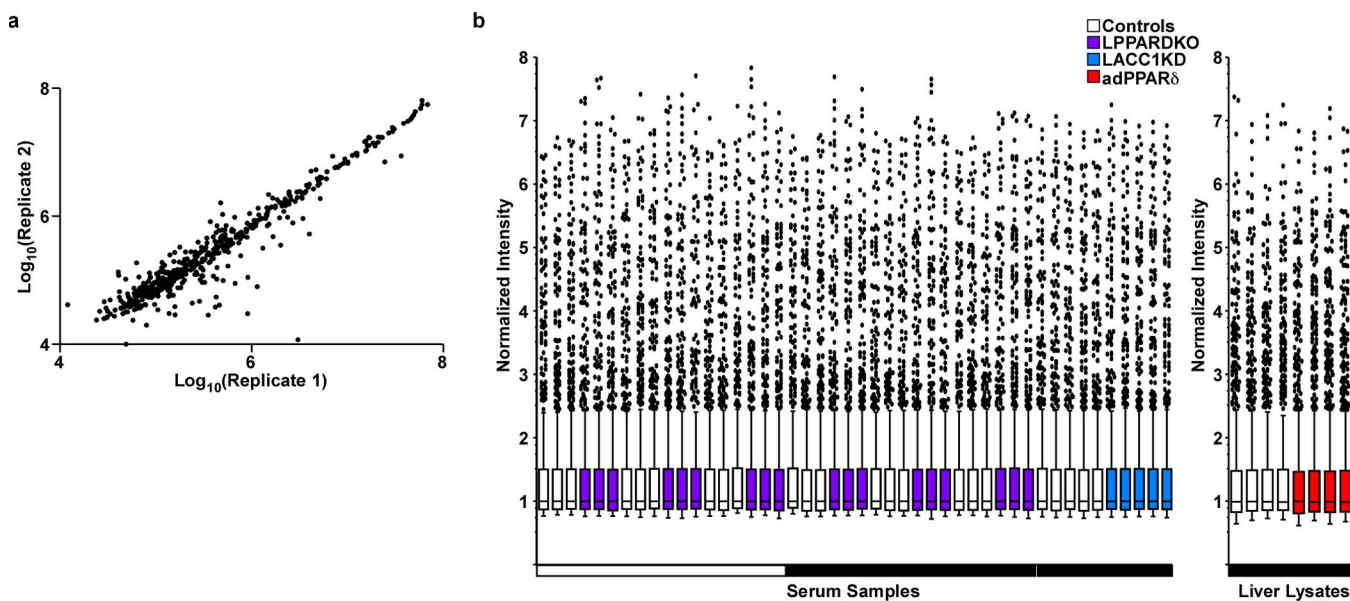 a
8
6
4
4
6
8
Log10(Replicate 2)
Log10(Replicate 1)
b
Controls
LPPARDKO
LACC1KD
adPPARδ
8
7
6
5
4
3
2
1
Normalized Intensity
Serum Samples
8
7
6
5
4
3
2
1
Normalized Intensity
Liver Lysates